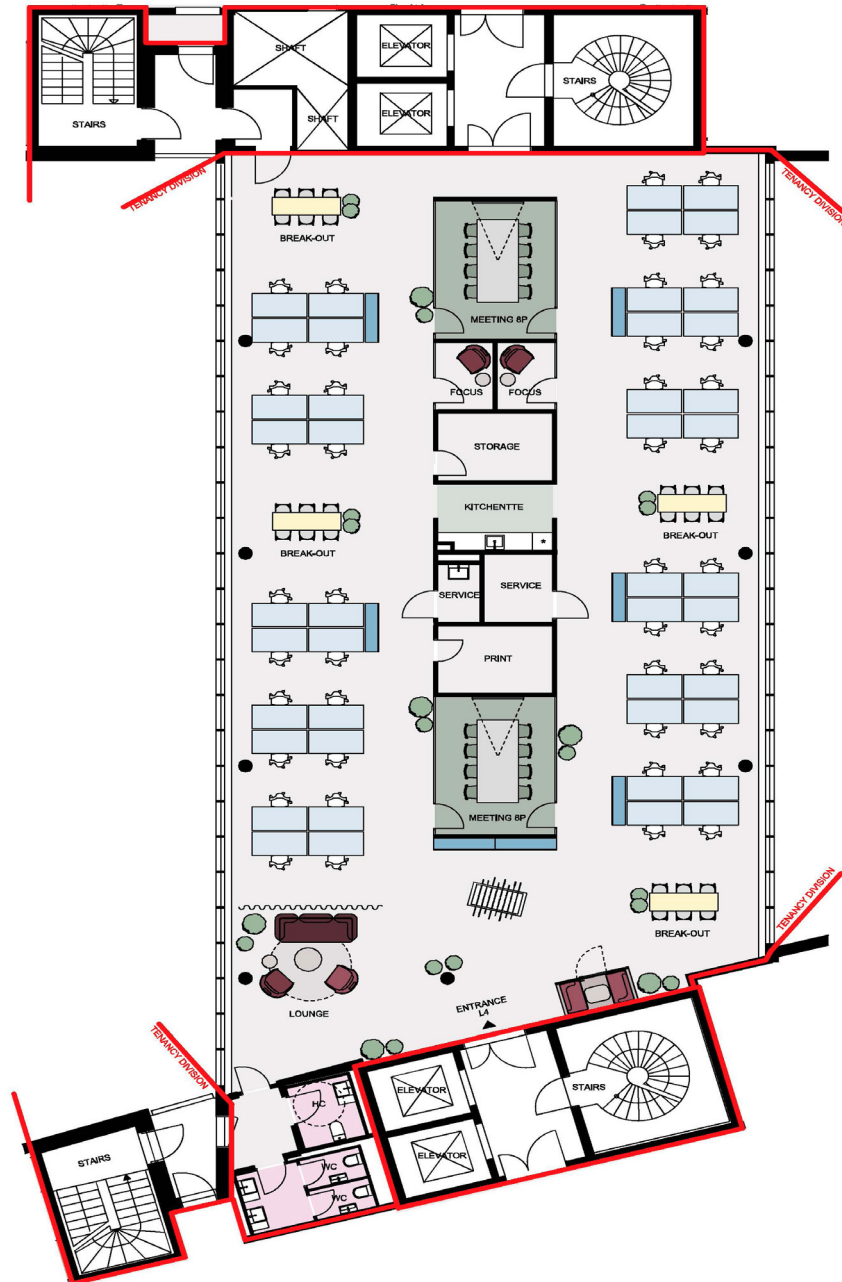 SHAFT
ELEVATOR
STAIRS
ELEVATOR
SHAFT
STAIRS
TENANCY DIVISION
TENANCY DIVISION
BREAK-OUT
MEETING 8P
FOCUS
FOCUS
STORAGE
KITCHENTTE
*
BREAK-OUT
BREAK-OUT
SERVICE
SERVICE
PRINT
MEETING 8P
TENANCY DIVISION
BREAK-OUT
LOUNGE
ENTRANCE
L4
TENANCY DIVISION
ELEVATOR
STAIRS
HC
ELEVATOR
STAIRS
WC
WC